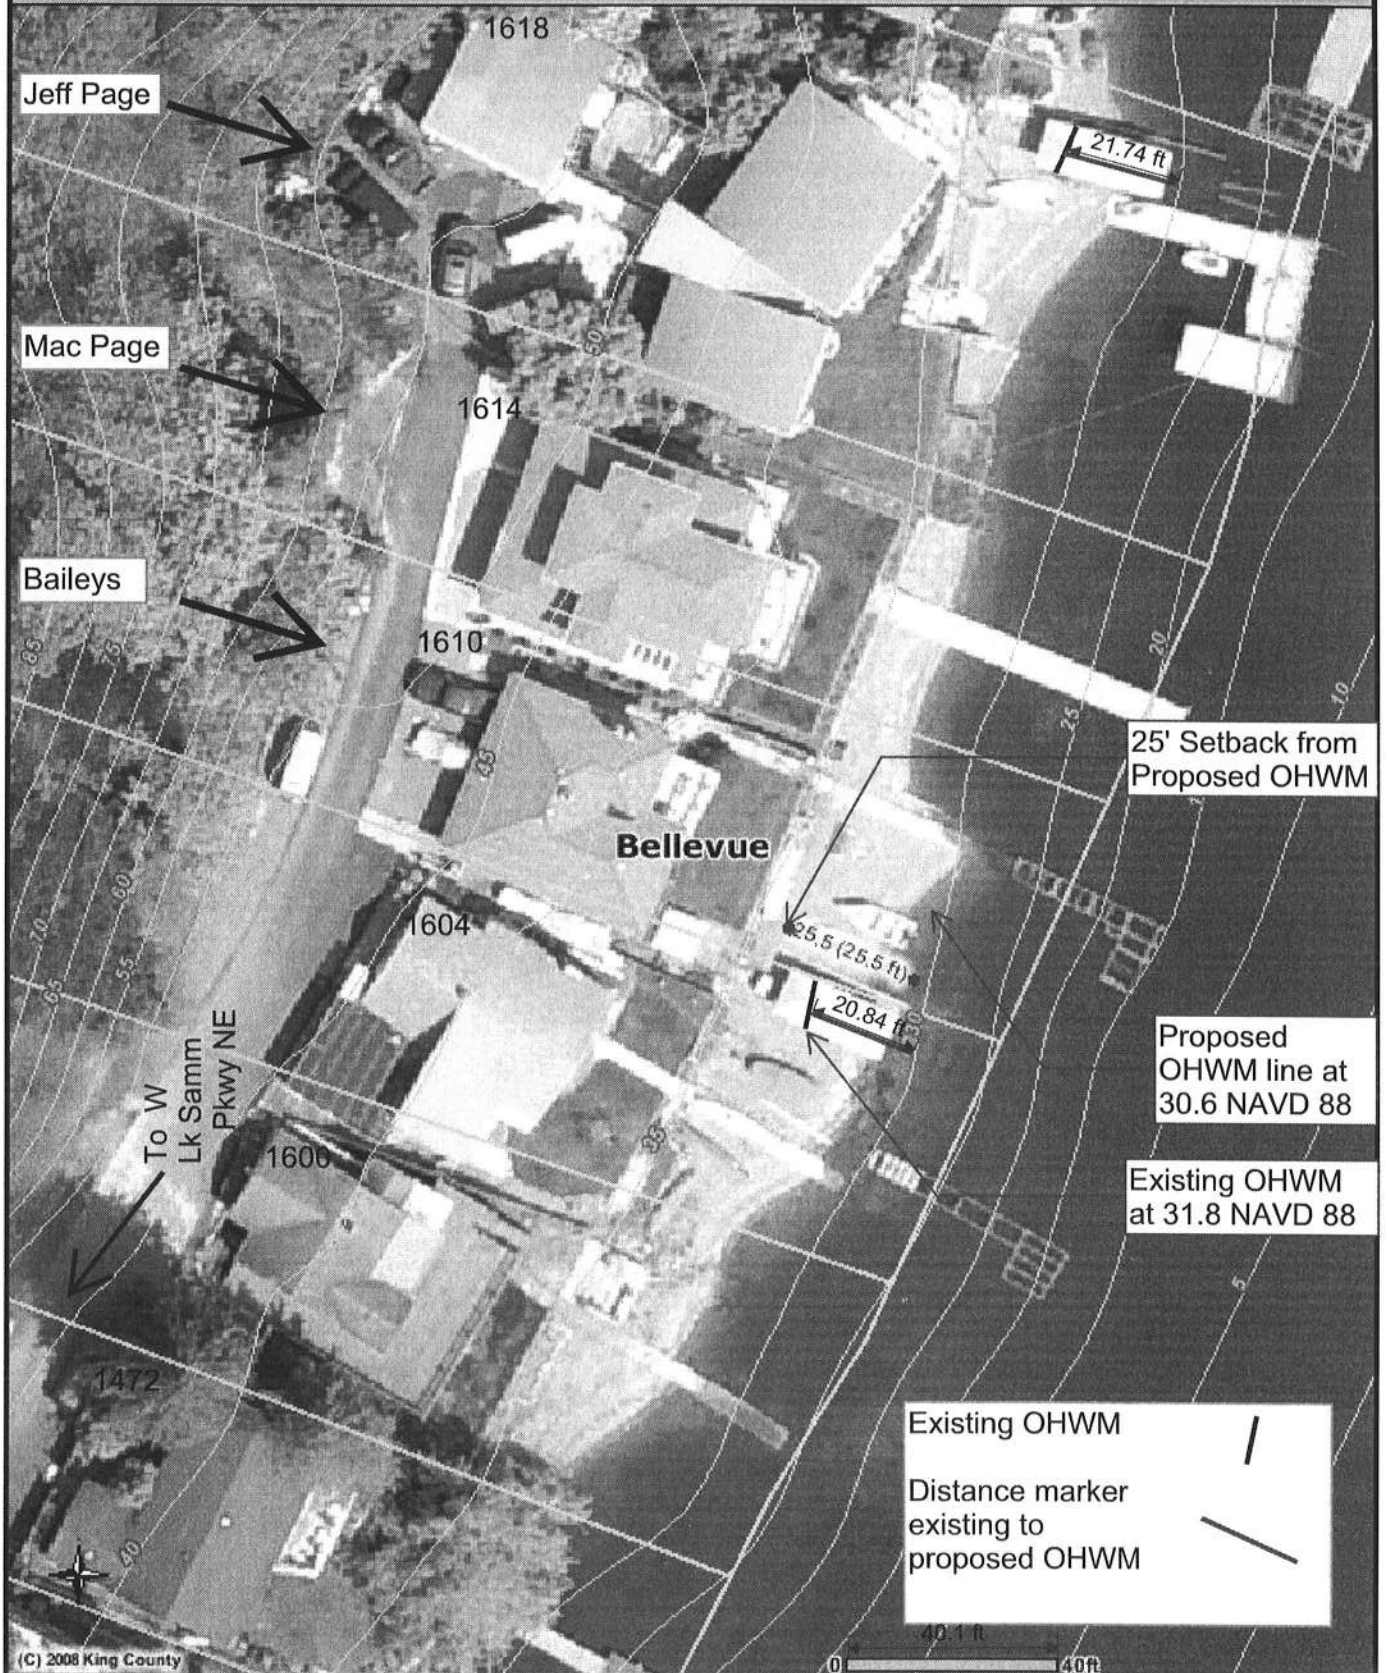 1618
Jeff Page
21.74 ft
Mac Page
50
1614
Baileys
1610
20
85
75
10
25
25' Setback from
Proposed OHWM
45
Bellevue
60
1604
70
25.5 (25.5 ft)
55
65
20.84 ft
30
Proposed
OHWM line at
30.6 NAVD 88
To W
Lk Samm
Pkwy NE
35
1606
Existing OHWM
at 31.8 NAVD 88
5
1472
Existing OHWM
Distance marker
existing to
proposed OHWM
40
40.1 ft
(C) 2008 King County
0
40ft